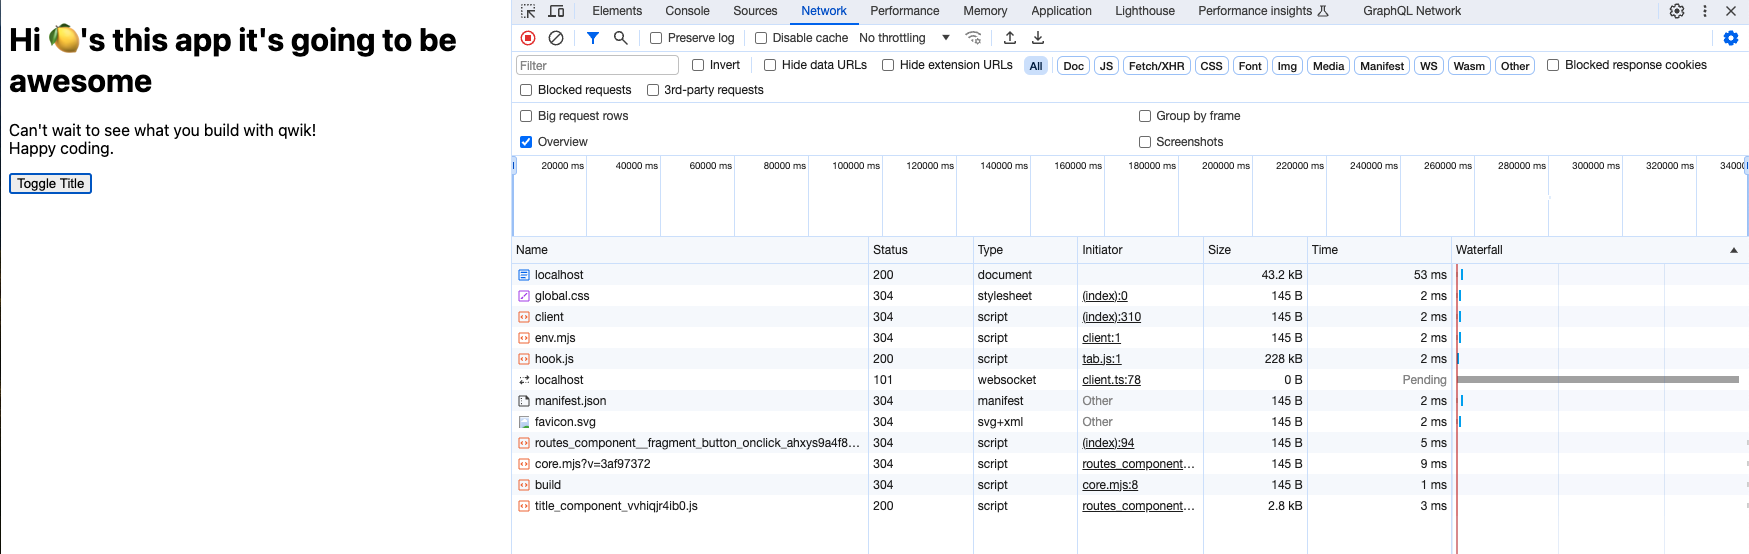 Hi 🍋's this app it's going to be
awesome
Can't wait to see what you build with qwik!
Happy coding.
Toggle Title
Elements Console Sources Network Performance Memory Application Lighthouse Performance insights GraphQL Network
Preserve log Disable cache No throttling
Filter Invert Hide data URLs Hide extension URLs All Doc JS Fetch/XHR CSS Font Img Media Manifest WS Wasm Other Blocked response cookies
Blocked requests 3rd-party requests
Big request rows Group by frame
Overview Screenshots
20000 ms 40000 ms 60000 ms 80000 ms 100000 ms 120000 ms 140000 ms 160000 ms 180000 ms 200000 ms 220000 ms 240000 ms 260000 ms 280000 ms 300000 ms 320000 ms 34000
Name Status Type Initiator Size Time Waterfall
localhost 200 document 43.2 kB 53 ms
global.css 304 stylesheet (index):0 145 B 2 ms
client 304 script (index):310 145 B 2 ms
env.mjs 304 script client:1 145 B 2 ms
hook.js 200 script tab.js:1 228 kB 2 ms
localhost 101 websocket client.ts:78 0 B Pending
manifest.json 304 manifest Other 145 B 2 ms
favicon.svg 304 svg+xml Other 145 B 2 ms
routes_component__fragment_button_onclick_ahxys9a4f8... 304 script (index):94 145 B 5 ms
core.mjs?v=3af97372 304 script routes_component... 145 B 9 ms
build 304 script core.mjs:8 145 B 1 ms
title_component_vvhiqjr4ib0.js 200 script routes_component... 2.8 kB 3 ms